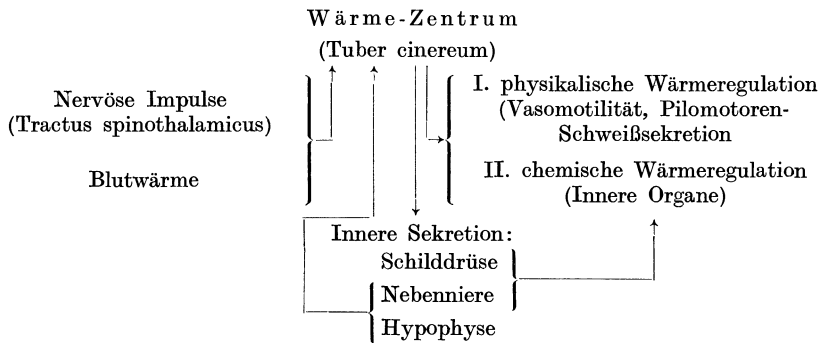 Wärme-Zentrum
(Tuber cinereum)
Nervöse Impulse
(Tractus spinothalamicus)
Blutwärme
I. physikalische Wärmeregulation
(Vasomotilität, Pilomotoren-
Schweißsekretion
II. chemische Wärmeregulation
(Innere Organe)
Innere Sekretion:
Schilddrüse
Nebenniere
Hypophyse